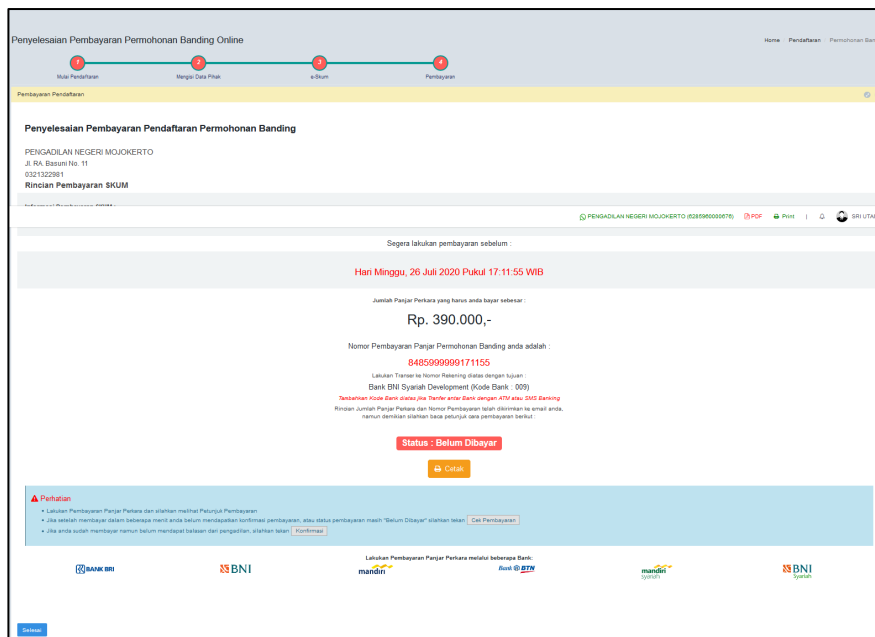 Penyelesaian Pembayaran Permohonan Banding Online
Home Pendaftaran Permohonan Ban
1 2 3 4
Mulai Pendaftaran Mengisi Data Pihak e-Skum Pembayaran
Pembayaran Pendaftaran
Penyelesaian Pembayaran Pendaftaran Permohonan Banding
PENGADILAN NEGERI MOJOKERTO
Jl. RA. Basuni No. 11
0321322981
Rincian Pembayaran SKUM
PENGADILAN NEGERI MOJOKERTO (6285960000676) PDF Print | SRI UTA
Segera lakukan pembayaran sebelum :
Hari Minggu, 26 Juli 2020 Pukul 17:11:55 WIB
Jumlah Panjar Perkara yang harus anda bayar sebesar :
Rp. 390.000,-
Nomor Pembayaran Panjar Permohonan Banding anda adalah :
8485999999171155
Lakukan Transer ke Nomor Rekening diatas dengan tujuan :
Bank BNI Syariah Development (Kode Bank : 009)
Tambahkan Kode Bank diatas jika Tranfer antar Bank dengan ATM atau SMS Banking
Rincian Jumlah Panjar Perkara dan Nomor Pembayaran telah dikirimkan ke email anda,
namun demikian silahkan baca petunjuk cara pembayaran berikut :
Status : Belum Dibayar
Cetak
Perhatian
• Lakukan Pembayaran Panjar Perkara dan silahkan melihat Petunjuk Pembayaran
• Jika setelah membayar dalam beberapa menit anda belum mendapatkan konfirmasi pembayaran, atau status pembayaran masih "Belum Dibayar" silahkan tekan Cek Pembayaran
• Jika anda sudah membayar namun belum mendapat balasan dari pengadilan, silahkan tekan Konfirmasi
Lakukan Pembayaran Panjar Perkara melalui beberapa Bank:
BANK BRI BNI mandiri Bank BTN mandiri syariah BNI Syariah
Selesai